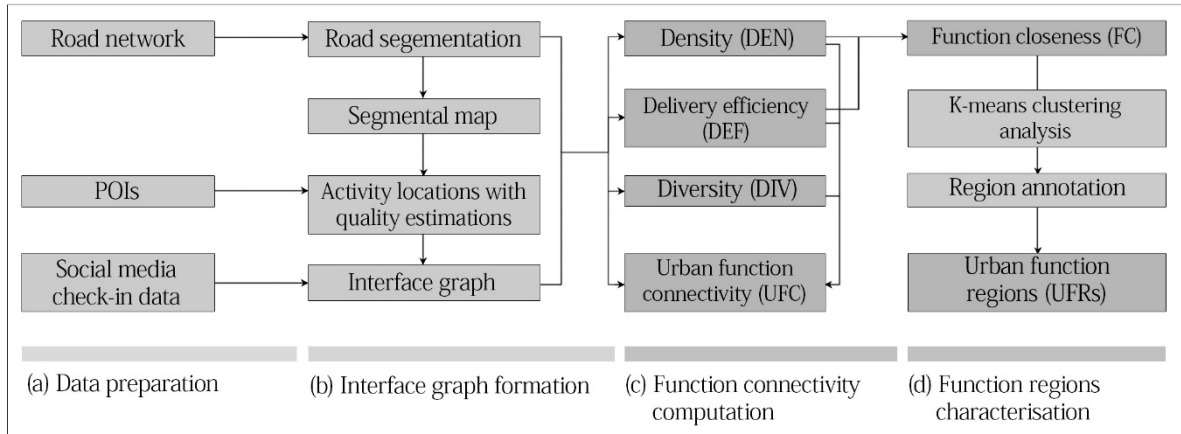 Road network
Road segementation
Density (DEN)
Function closeness (FC)
Segmental map
Delivery efficiency
(DEF)
K-means clustering
analysis
POIs
Activity locations with
quality estimations
Diversity (DIV)
Region annotation
Social media
check-in data
Interface graph
Urban function
connectivity (UFC)
Urban function
regions (UFRs)
(a) Data preparation
(b) Interface graph formation
(c) Function connectivity
computation
(d) Function regions
characterisation